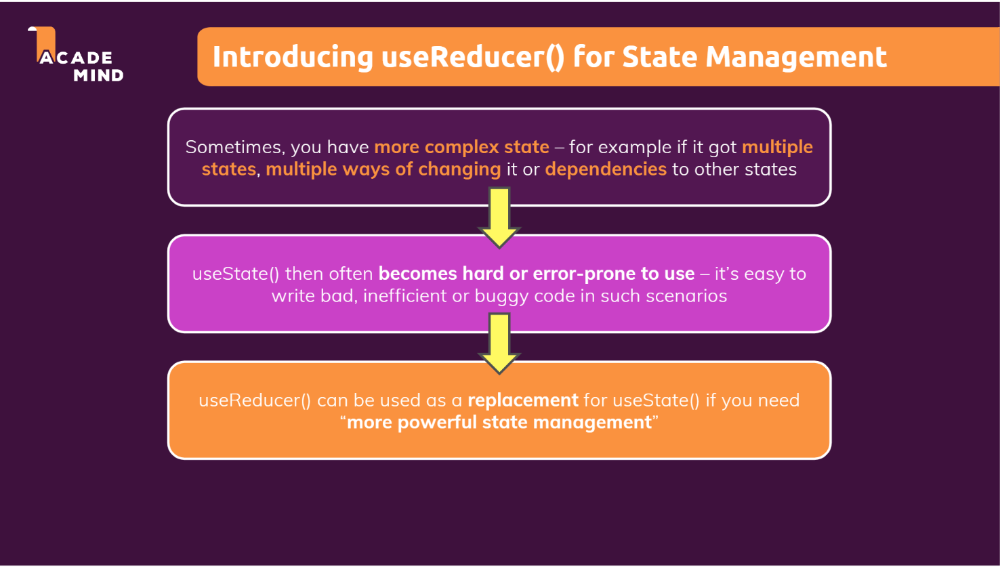 ACADE
MIND
Introducing useReducer() for State Management
Sometimes, you have more complex state – for example if it got multiple
states, multiple ways of changing it or dependencies to other states
useState() then often becomes hard or error-prone to use – it’s easy to
write bad, inefficient or buggy code in such scenarios
useReducer() can be used as a replacement for useState() if you need
“more powerful state management”